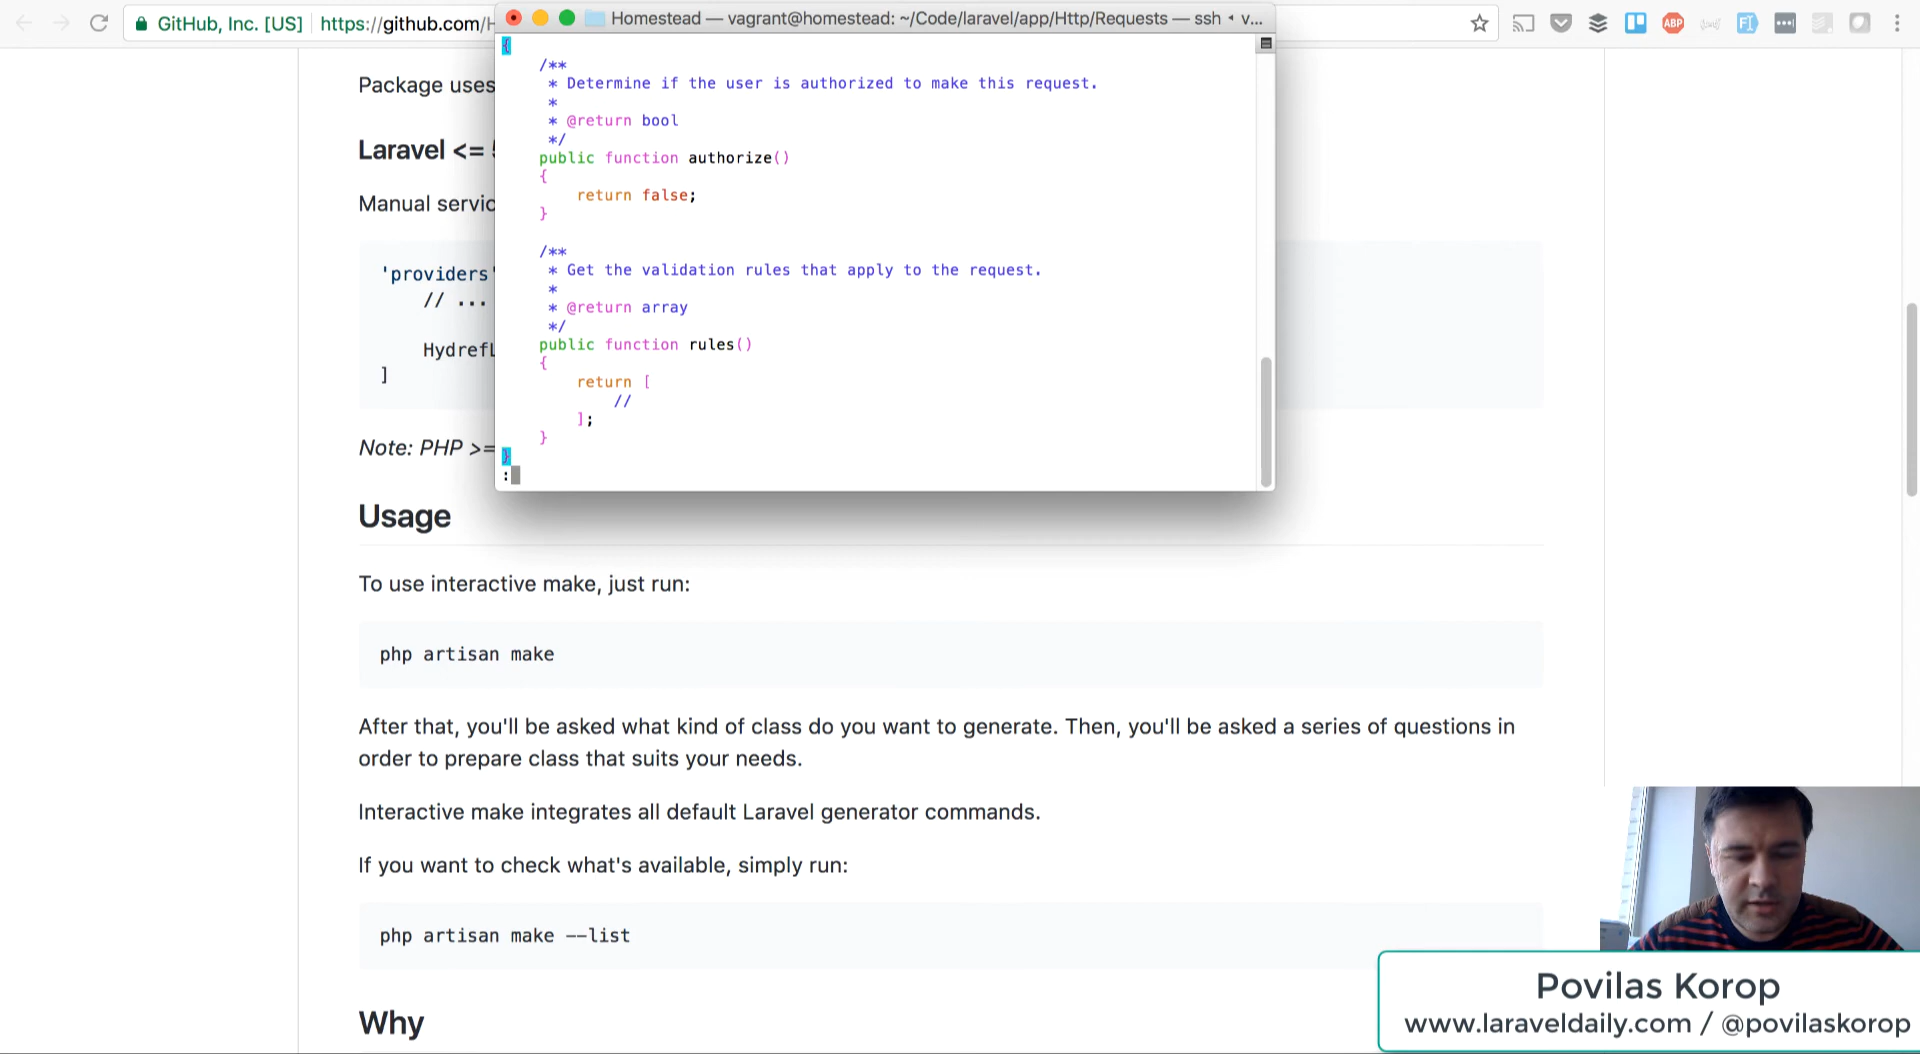 GitHub, Inc. [US] https://github.com/H
Homestead — vagrant@homestead: ~/Code/laravel/app/Http/Requests — ssh ◂ v...
ABP
{
/**
* Determine if the user is authorized to make this request.
*
* @return bool
*/
public function authorize()
{
return false;
}
/**
* Get the validation rules that apply to the request.
*
* @return array
*/
public function rules()
{
return [
//
];
}
}
:
Package uses
Laravel <=
Manual servic
'providers'
// ...
HydrefL
]
Note: PHP >=
Usage
To use interactive make, just run:
php artisan make
After that, you'll be asked what kind of class do you want to generate. Then, you'll be asked a series of questions in
order to prepare class that suits your needs.
Interactive make integrates all default Laravel generator commands.
If you want to check what's available, simply run:
php artisan make --list
Why
Povilas Korop
www.laraveldaily.com / @povilaskorop